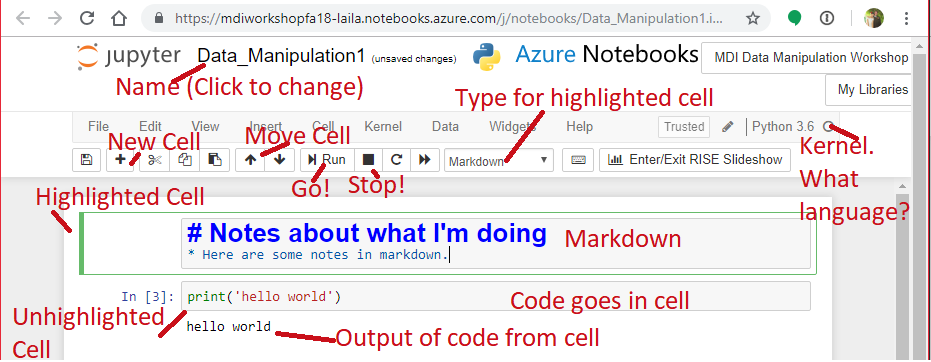 https://mdiworkshopfa18-laila.notebooks.azure.com/j/notebooks/Data_Manipulation1.i...
jupyter Data_Manipulation1 (unsaved changes) Azure Notebooks MDI Data Manipulation Workshop
Name (Click to change)
My Libraries
Type for highlighted cell
File Edit View Insert Cell Kernel Data Widgets Help Trusted Python 3.6
New Cell Move Cell
Run Markdown Enter/Exit RISE Slideshow
Kernel.
What
language?
Go! Stop!
Highlighted Cell
# Notes about what I'm doing Markdown
* Here are some notes in markdown.
In [3]: print('hello world') Code goes in cell
Unhighlighted
Cell
hello world Output of code from cell